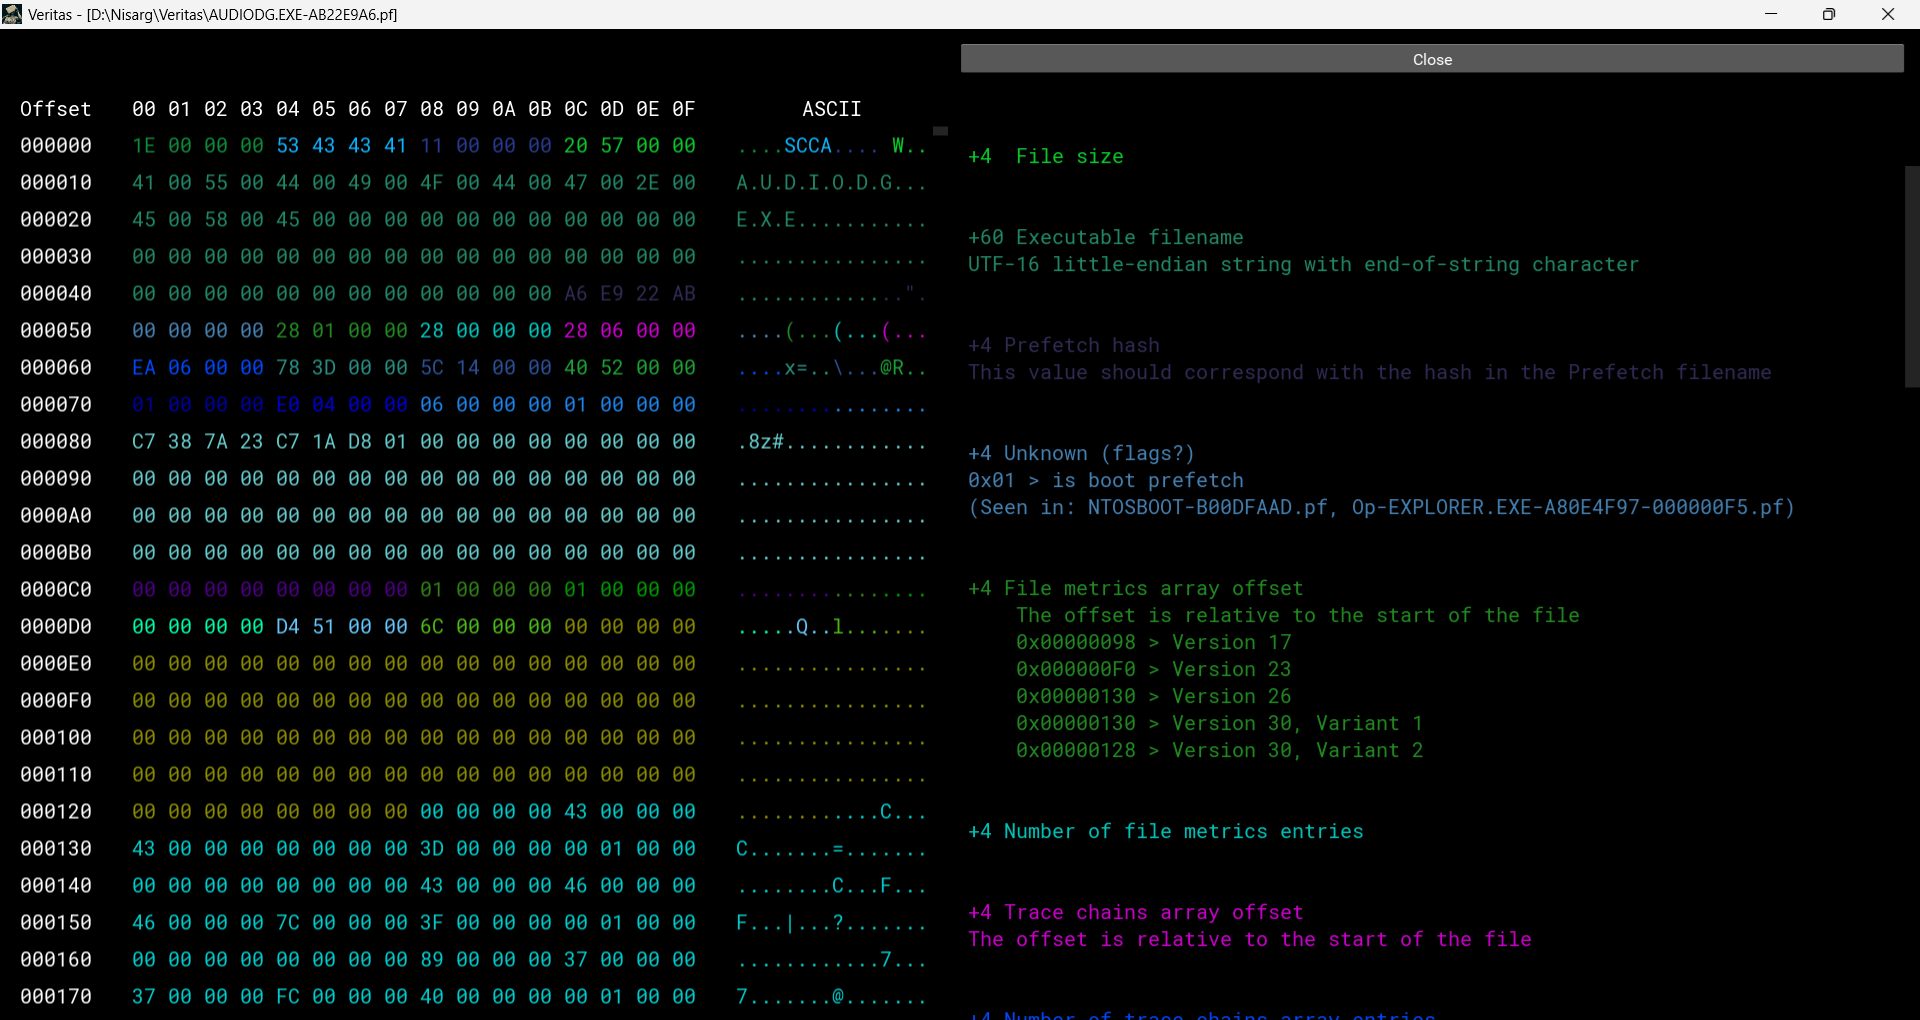 Veritas - [D:\Nisarg\Veritas\AUDIODG.EXE-AB22E9A6.pf]
Close
Offset 00 01 02 03 04 05 06 07 08 09 0A 0B 0C 0D 0E 0F ASCII
000000 1E 00 00 00 53 43 43 41 11 00 00 00 20 57 00 00 ....SCCA.... W..
000010 41 00 55 00 44 00 49 00 4F 00 44 00 47 00 2E 00 A.U.D.I.O.D.G...
000020 45 00 58 00 45 00 00 00 00 00 00 00 00 00 00 00 E.X.E...........
000030 00 00 00 00 00 00 00 00 00 00 00 00 00 00 00 00 ................
000040 00 00 00 00 00 00 00 00 00 00 00 00 A6 E9 22 AB ..............".
000050 00 00 00 00 28 01 00 00 28 00 00 00 28 06 00 00 ....(...(...(...
000060 EA 06 00 00 78 3D 00 00 5C 14 00 00 40 52 00 00 ....x=..\...@R..
000070 01 00 00 00 E0 04 00 00 06 00 00 00 01 00 00 00 ................
000080 C7 38 7A 23 C7 1A D8 01 00 00 00 00 00 00 00 00 .8z#............
000090 00 00 00 00 00 00 00 00 00 00 00 00 00 00 00 00 ................
0000A0 00 00 00 00 00 00 00 00 00 00 00 00 00 00 00 00 ................
0000B0 00 00 00 00 00 00 00 00 00 00 00 00 00 00 00 00 ................
0000C0 00 00 00 00 00 00 00 00 01 00 00 00 01 00 00 00 ................
0000D0 00 00 00 00 D4 51 00 00 6C 00 00 00 00 00 00 00 .....Q..l.......
0000E0 00 00 00 00 00 00 00 00 00 00 00 00 00 00 00 00 ................
0000F0 00 00 00 00 00 00 00 00 00 00 00 00 00 00 00 00 ................
000100 00 00 00 00 00 00 00 00 00 00 00 00 00 00 00 00 ................
000110 00 00 00 00 00 00 00 00 00 00 00 00 00 00 00 00 ................
000120 00 00 00 00 00 00 00 00 00 00 00 00 43 00 00 00 ............C...
000130 43 00 00 00 00 00 00 00 3D 00 00 00 00 01 00 00 C.......=.......
000140 00 00 00 00 00 00 00 00 43 00 00 00 46 00 00 00 ........C...F...
000150 46 00 00 00 7C 00 00 00 3F 00 00 00 00 01 00 00 F...|...?.......
000160 00 00 00 00 00 00 00 00 89 00 00 00 37 00 00 00 ............7...
000170 37 00 00 00 FC 00 00 00 40 00 00 00 00 01 00 00 7.......@.......
+4 File size
+60 Executable filename
UTF-16 little-endian string with end-of-string character
+4 Prefetch hash
This value should correspond with the hash in the Prefetch filename
+4 Unknown (flags?)
0x01 > is boot prefetch
(Seen in: NTOSBOOT-B00DFAAD.pf, Op-EXPLORER.EXE-A80E4F97-000000F5.pf)
+4 File metrics array offset
The offset is relative to the start of the file
0x00000098 > Version 17
0x000000F0 > Version 23
0x00000130 > Version 26
0x00000130 > Version 30, Variant 1
0x00000128 > Version 30, Variant 2
+4 Number of file metrics entries
+4 Trace chains array offset
The offset is relative to the start of the file
+4 Number of trace chains array entries